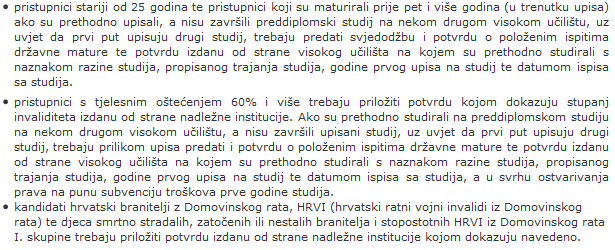 • pristupnici stariji od 25 godina te pristupnici koji su maturirali prije pet i više godina (u trenutku upisa)
ako su prethodno upisali, a nisu završili preddiplomski studij na nekom drugom visokom učilištu, uz
uvjet da prvi put upisuju drugi studij, trebaju predati svjedodžbu i potvrdu o položenim ispitima
državne mature te potvrdu izdanu od strane visokog učilišta na kojem su prethodno studirali s
naznakom razine studija, propisanog trajanja studija, godine prvog upisa na studij te datumom ispisa
sa studija.
• pristupnici s tjelesnim oštećenjem 60% i više trebaju priložiti potvrdu kojom dokazuju stupanj
invaliditeta izdanu od strane nadležne institucije. Ako su prethodno studirali na preddiplomskom studiju
na nekom drugom visokom učilištu, a nisu završili upisani studij, uz uvjet da prvi put upisuju drugi
studij, trebaju prilikom upisa predati i potvrdu o položenim ispitima državne mature te potvrdu izdanu
od strane visokog učilišta na kojem su prethodno studirali s naznakom razine studija, propisanog
trajanja studija, godine prvog upisa na studij te datumom ispisa sa studija, a u svrhu ostvarivanja
prava na punu subvenciju troškova prve godine studija.
• kandidati hrvatski branitelji z Domovinskog rata, HRVI (hrvatski ratni vojni invalidi iz Domovinskog
rata) te djeca smrtno stradalih, zatočenih ili nestalih branitelja i stopostotnih HRVI iz Domovinskog rata
I. skupine trebaju priložiti potvrdu izdanu od strane nadležne institucije kojom dokazuju navedeno.